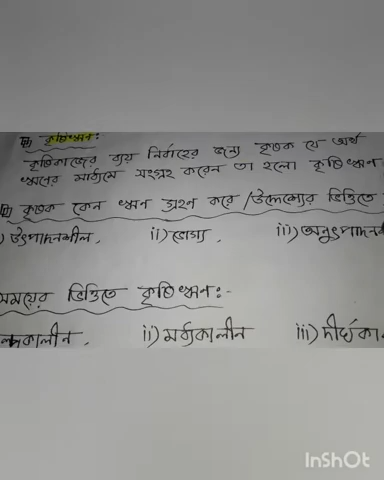 কৃষিঋণ:
কৃষিকাজের ব্যয় নির্বাহের জন্যে কৃষক যে অর্থ
ঋণের মাধ্যমে সংগ্রহ করেন তা হলো কৃষিঋণ
কৃষক কেন ঋণ গ্রহণ করে/উদ্দেশ্যের ভিত্তিতে
) উৎপাদনশীল, ii) ভোগ্য, iii) অনুৎপাদন
সময়ের ভিত্তিতে কৃষিঋণ:-
ল্পকালীন, ii) মধ্যকালীন iii) দীর্ঘকা
InShOt